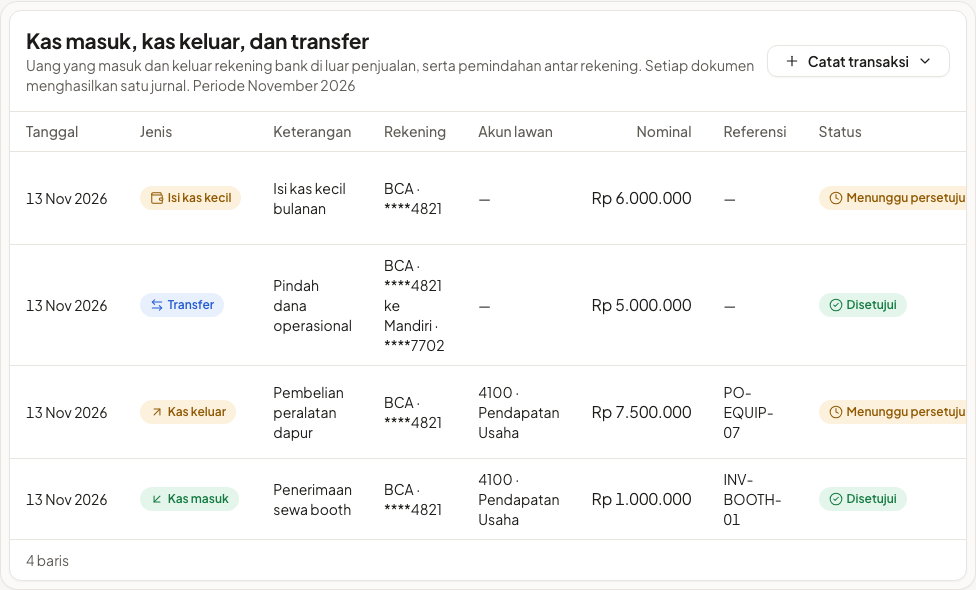 Kas masuk, kas keluar, dan transfer
Uang yang masuk dan keluar rekening bank di luar penjualan, serta pemindahan antar rekening. Setiap dokumen
menghasilkan satu jurnal. Periode November 2026
+ Catat transaksi
Tanggal Jenis Keterangan Rekening Akun lawan Nominal Referensi Status
13 Nov 2026 Isi kas kecil Isi kas kecil bulanan BCA · ****4821 — Rp 6.000.000 — Menunggu persetuju
13 Nov 2026 Transfer Pindah dana operasional BCA · ****4821 ke Mandiri · ****7702 — Rp 5.000.000 — Disetujui
13 Nov 2026 Kas keluar Pembelian peralatan dapur BCA · ****4821 4100 · Pendapatan Usaha Rp 7.500.000 PO-EQUIP-07 Menunggu persetuju
13 Nov 2026 Kas masuk Penerimaan sewa booth BCA · ****4821 4100 · Pendapatan Usaha Rp 1.000.000 INV-BOOTH-01 Disetujui
4 baris